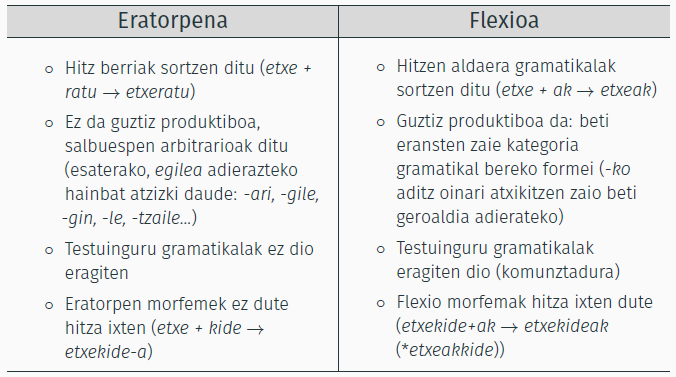 Eratorpena
Flexioa
◦ Hitz berriak sortzen ditu (etxe +
ratu → etxeratu)
◦ Ez da guztiz produktiboa,
salbuespen arbitrarioak ditu
(esaterako, egilea adierazteko
hainbat atzizki daude: -ari, -gile,
-gin, -le, -tzaile...)
◦ Testuinguru gramatikalak ez dio
eragiten
◦ Eratorpen morfemek ez dute
hitza ixten (etxe + kide →
etxekide-a)
◦ Hitzen aldaera gramatikalak
sortzen ditu (etxe + ak → etxeak)
◦ Guztiz produktiboa da: beti
eransten zaie kategoria
gramatikal bereko formei (-ko
aditz oinari atxikitzen zaio beti
geroaldia adierateko)
◦ Testuinguru gramatikalak
eragiten dio (komunztadura)
◦ Flexio morfemak hitza ixten dute
(etxekide+ak → etxekideak
(*etxeakkide))